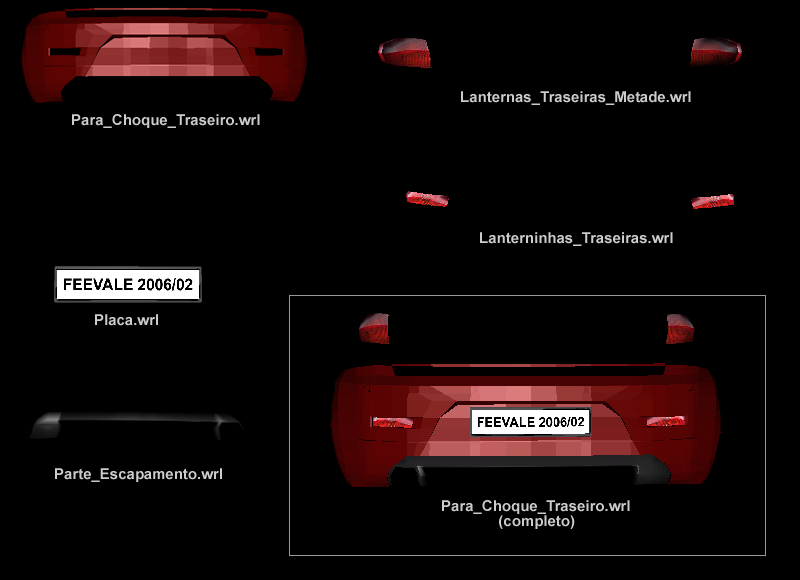 Para_Choque_Traseiro.wrl
Lanternas_Traseiras_Metade.wrl
Lanterninhas_Traseiras.wrl
FEEVALE 2006/02
Placa.wrl
Parte_Escapamento.wrl
FEEVALE 2006/02
Para_Choque_Traseiro.wrl
(completo)